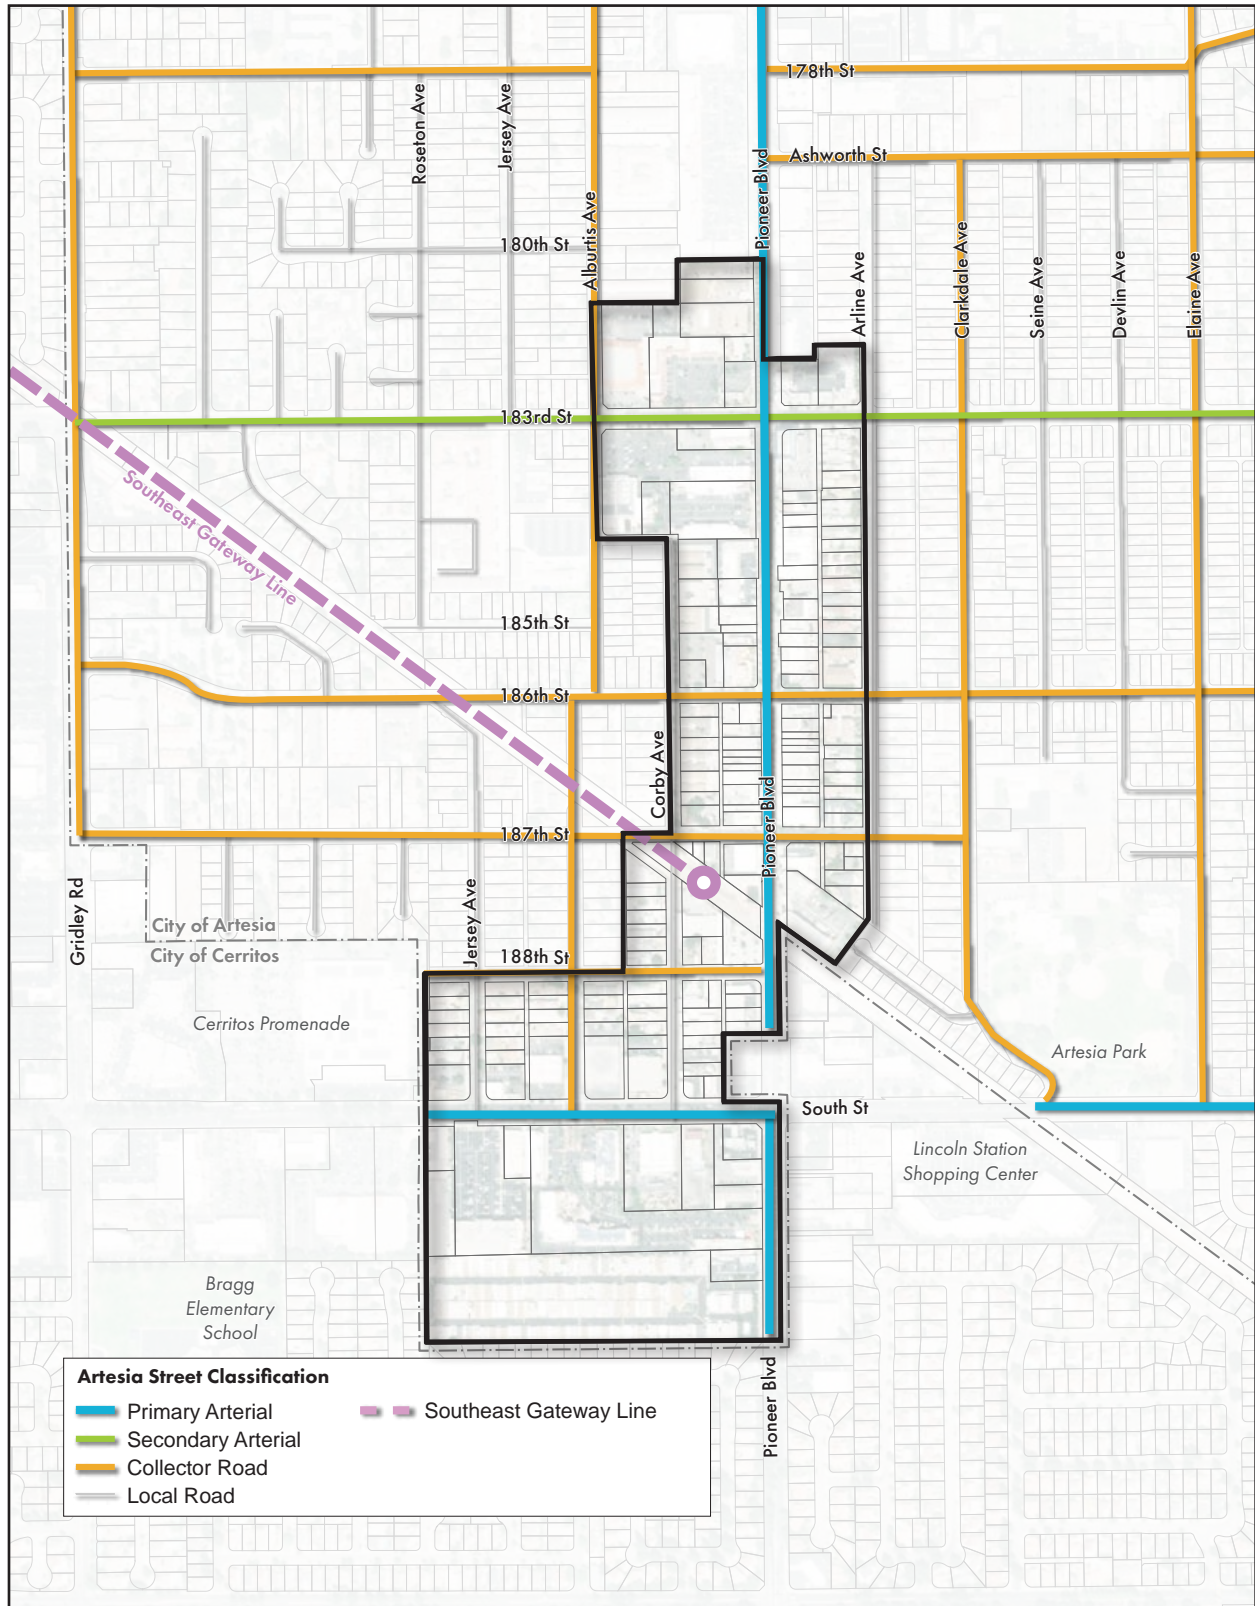 178th St
Roseton Ave
Jersey Ave
Pioneer Blvd
Ashworth St
Alburtis Ave
180th St
Arline Ave
Clarkdale Ave
Seine Ave
Devlin Ave
Elaine Ave
183rd St
Southeast Gateway Line
185th St
186th St
Corby Ave
Pioneer Blvd
187th St
Gridley Rd
Jersey Ave
City of Artesia
City of Cerritos
188th St
Cerritos Promenade
Artesia Park
South St
Lincoln Station
Shopping Center
Bragg
Elementary
School
Pioneer Blvd
Artesia Street Classification
Primary Arterial
Secondary Arterial
Collector Road
Local Road
Southeast Gateway Line